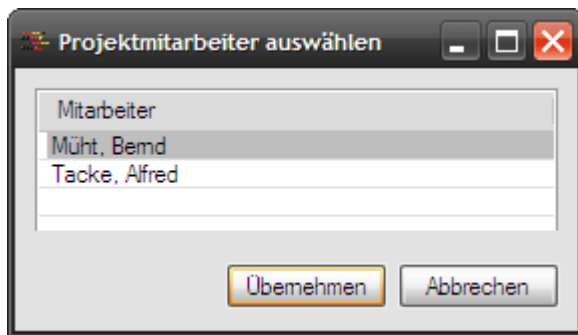 Projektmitarbeiter auswählen
Mitarbeiter
Müht, Bernd
Tacke, Alfred
Übernehmen Abbrechen